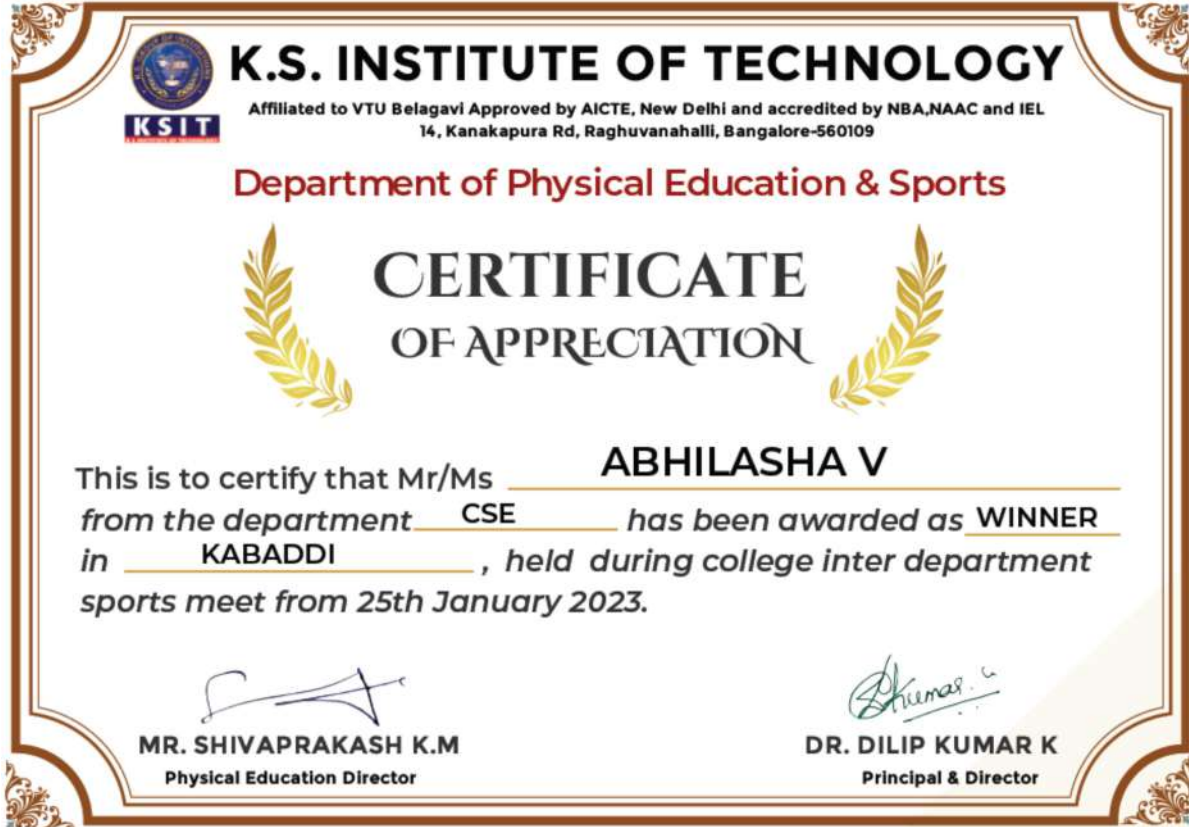 K.S. INSTITUTE OF TECHNOLOGY
Affiliated to VTU Belagavi Approved by AICTE, New Delhi and accredited by NBA,NAAC and IEL
14, Kanakapura Rd, Raghuvanahalli, Bangalore-560109
KSIT
Department of Physical Education & Sports
CERTIFICATE
OF APPRECIATION
This is to certify that Mr/Ms ABHILASHA V
from the department CSE has been awarded as WINNER
in KABADDI , held during college inter department
sports meet from 25th January 2023.
MR. SHIVAPRAKASH K.M
Physical Education Director
DR. DILIP KUMAR K
Principal & Director